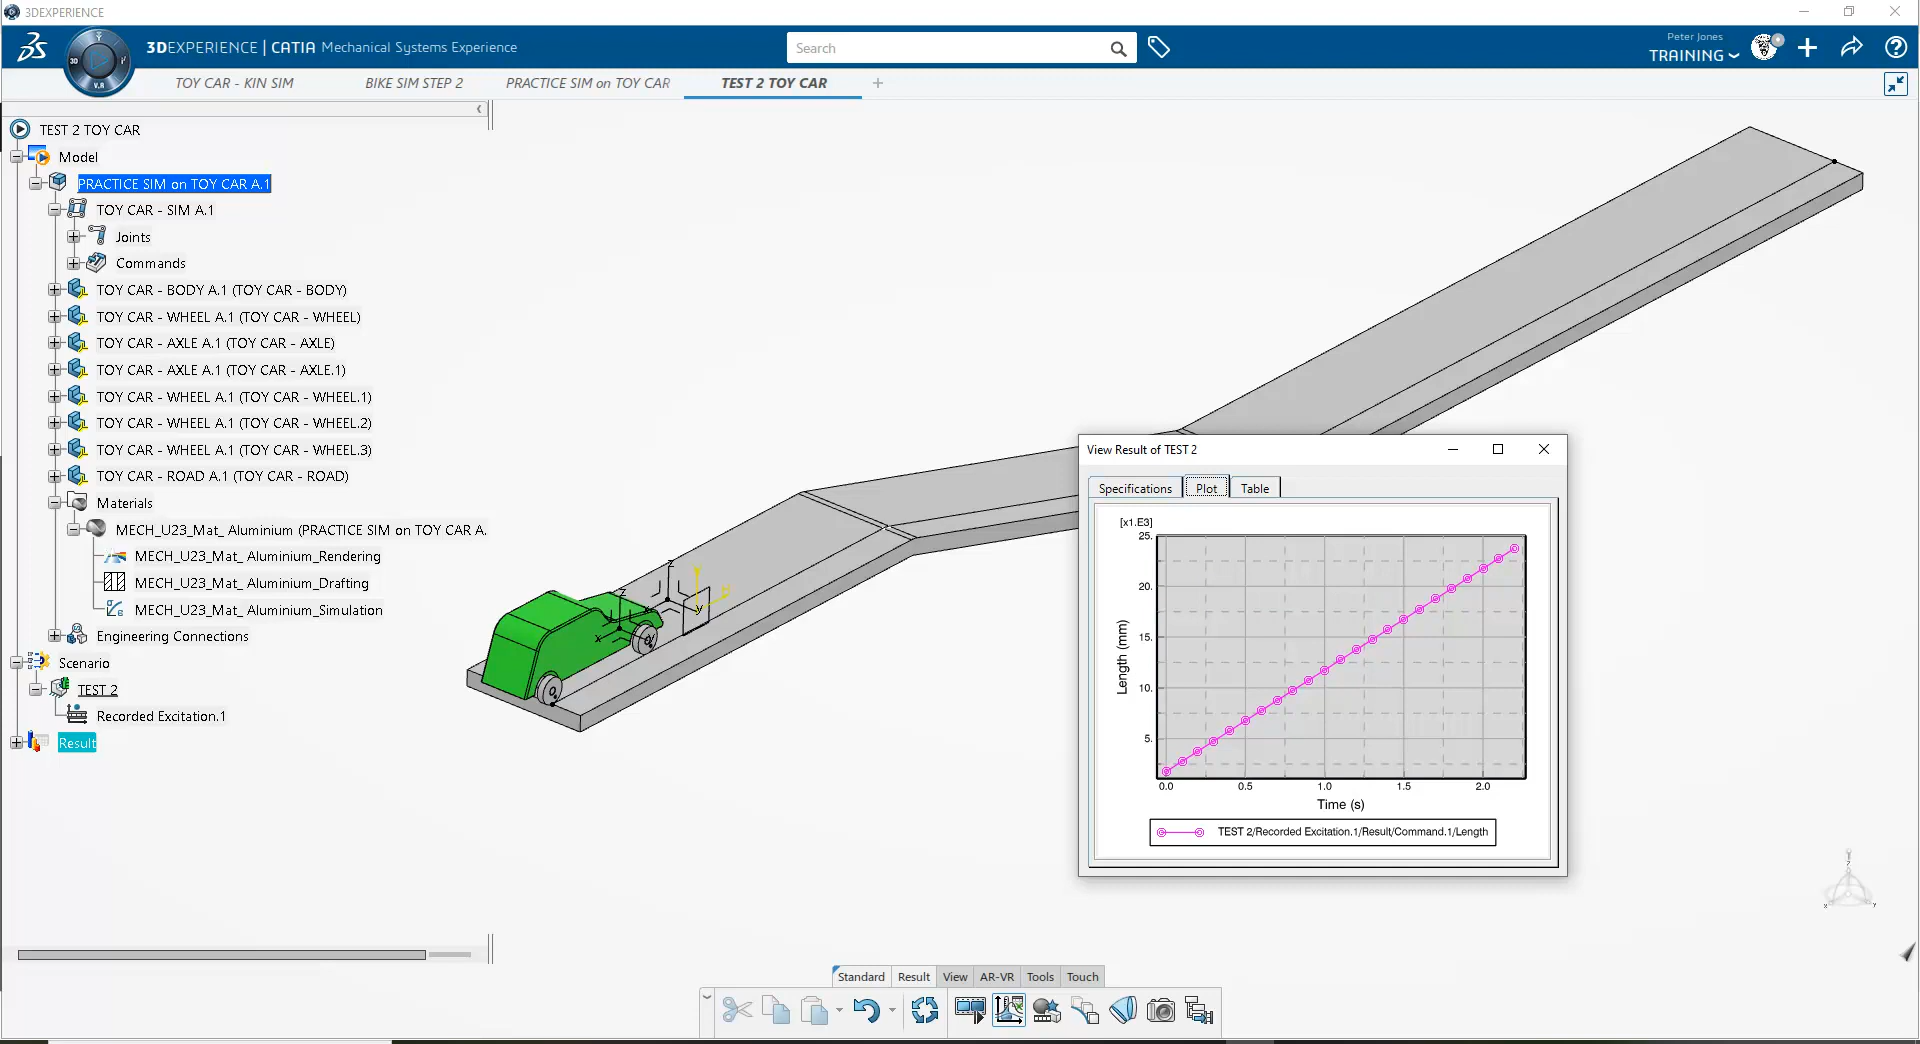 3DEXPERIENCE
3DEXPERIENCE | CATIA Mechanical Systems Experience
Search
Peter Jones
TRAINING
3D
V.R
TOY CAR - KIN SIM
BIKE SIM STEP 2
PRACTICE SIM on TOY CAR
TEST 2 TOY CAR
TEST 2 TOY CAR
Model
PRACTICE SIM on TOY CAR A.1
TOY CAR - SIM A.1
Joints
Commands
TOY CAR - BODY A.1 (TOY CAR - BODY)
TOY CAR - WHEEL A.1 (TOY CAR - WHEEL)
TOY CAR - AXLE A.1 (TOY CAR - AXLE)
TOY CAR - AXLE A.1 (TOY CAR - AXLE.1)
TOY CAR - WHEEL A.1 (TOY CAR - WHEEL.1)
TOY CAR - WHEEL A.1 (TOY CAR - WHEEL.2)
TOY CAR - WHEEL A.1 (TOY CAR - WHEEL.3)
TOY CAR - ROAD A.1 (TOY CAR - ROAD)
Materials
MECH_U23_Mat_ Aluminium (PRACTICE SIM on TOY CAR A.
MECH_U23_Mat_ Aluminium_Rendering
MECH_U23_Mat_ Aluminium_Drafting
MECH_U23_Mat_ Aluminium_Simulation
Engineering Connections
Scenario
TEST 2
Recorded Excitation.1
Result
View Result of TEST 2
Specifications
Plot
Table
[x1.E3]
25.
20.
15.
10.
5.
Length (mm)
0.0
0.5
1.0
1.5
2.0
Time (s)
TEST 2/Recorded Excitation.1/Result/Command.1/Length
Standard
Result
View
AR-VR
Tools
Touch